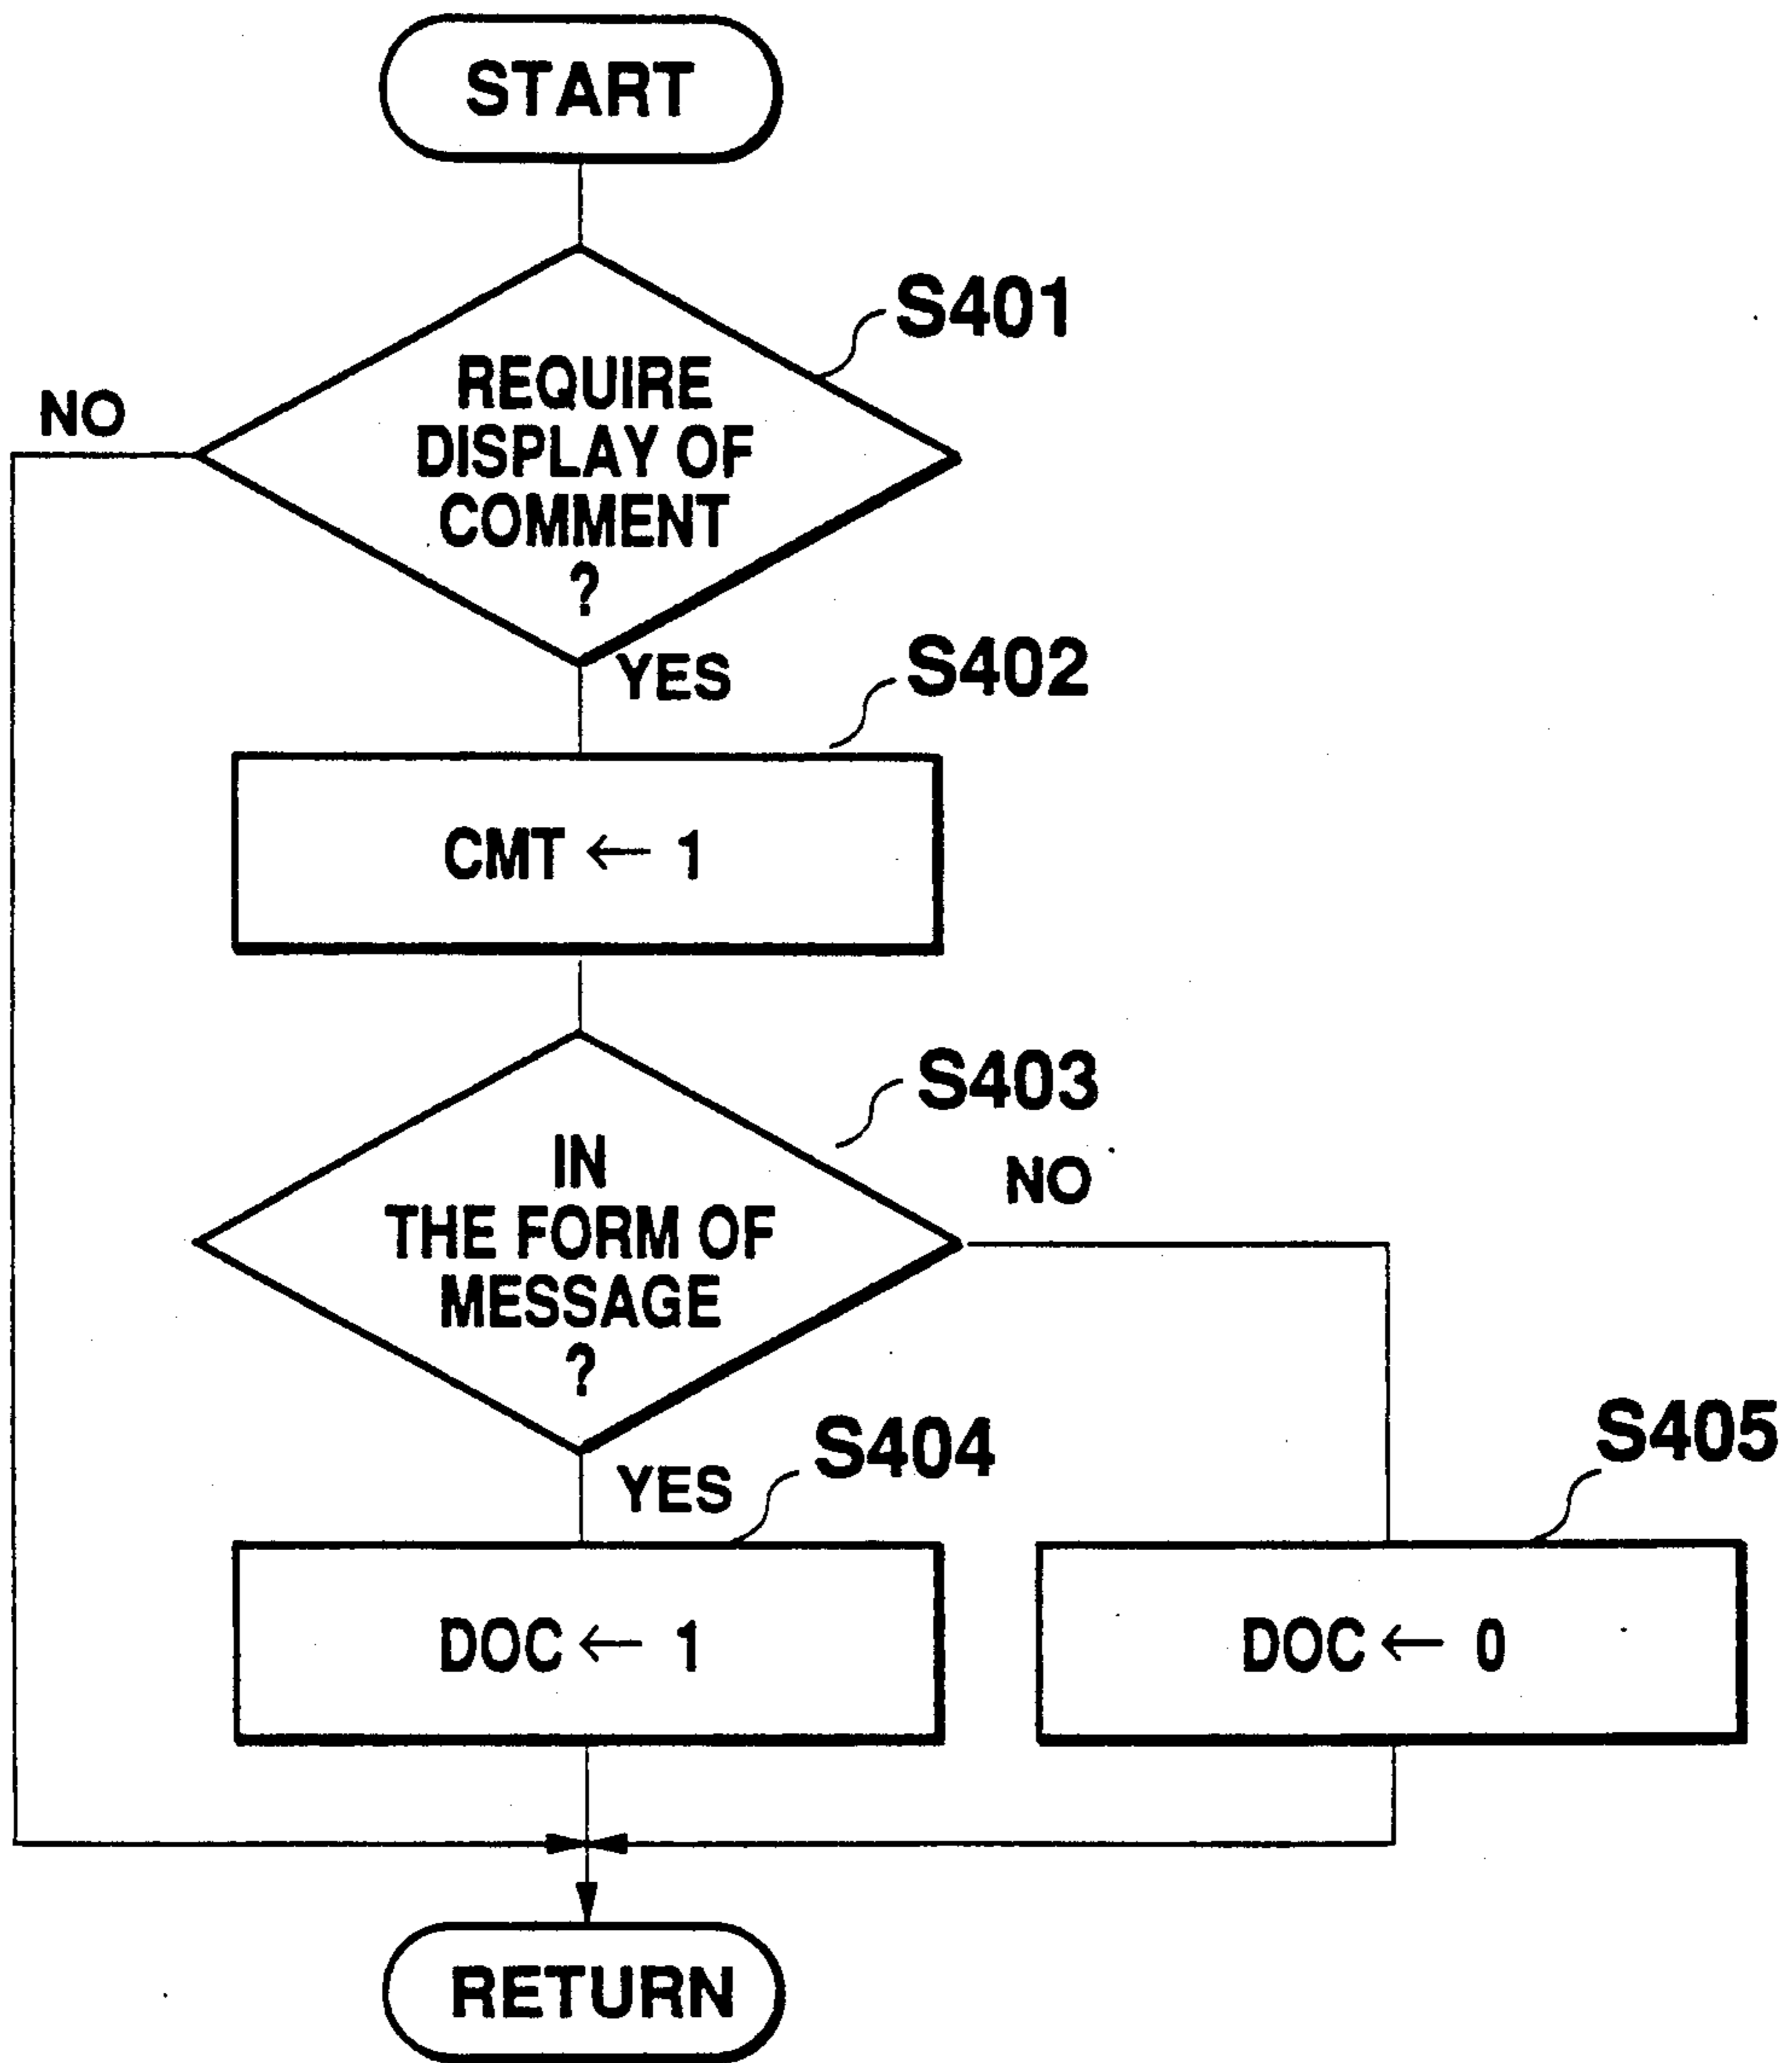 START
S401
REQUIRE
DISPLAY OF
COMMENT
?
NO
YES
S402
CMT ← 1
S403
IN
THE FORM OF
MESSAGE
?
NO
YES
S404
DOC ← 1
S405
DOC ← 0
RETURN